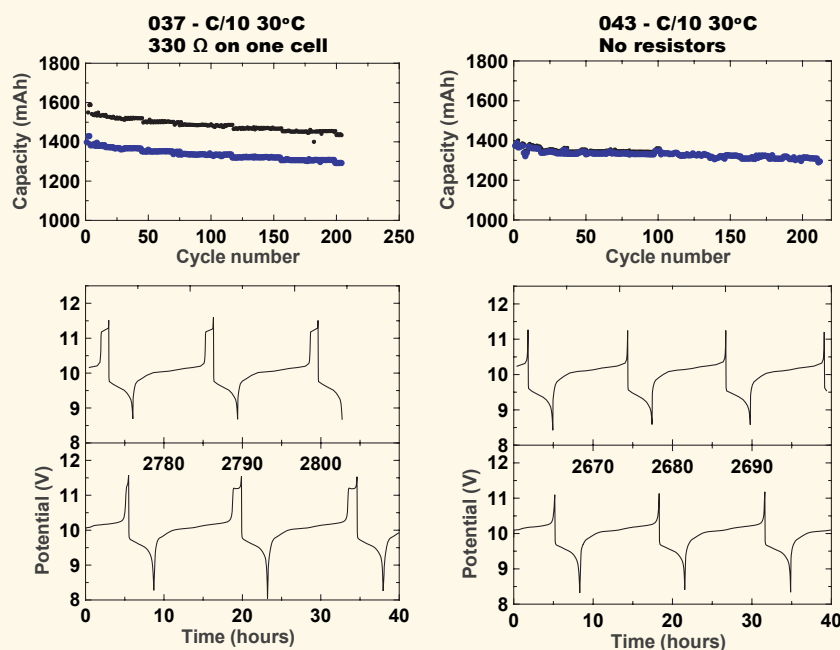 037 - C/10 30°C
330 Ω on one cell
Capacity (mAh)
1800
1600
1400
1200
1000
0 50 100 150 200 250
Cycle number
12
11
10
9
8
2780 2790 2800
12
11
10
9
8
Potential (V)
0 10 20 30 40
Time (hours)
043 - C/10 30°C
No resistors
Capacity (mAh)
1800
1600
1400
1200
1000
0 50 100 150 200
Cycle number
12
11
10
9
8
2670 2680 2690
12
11
10
9
8
Potential (V)
0 10 20 30 40
Time (hours)